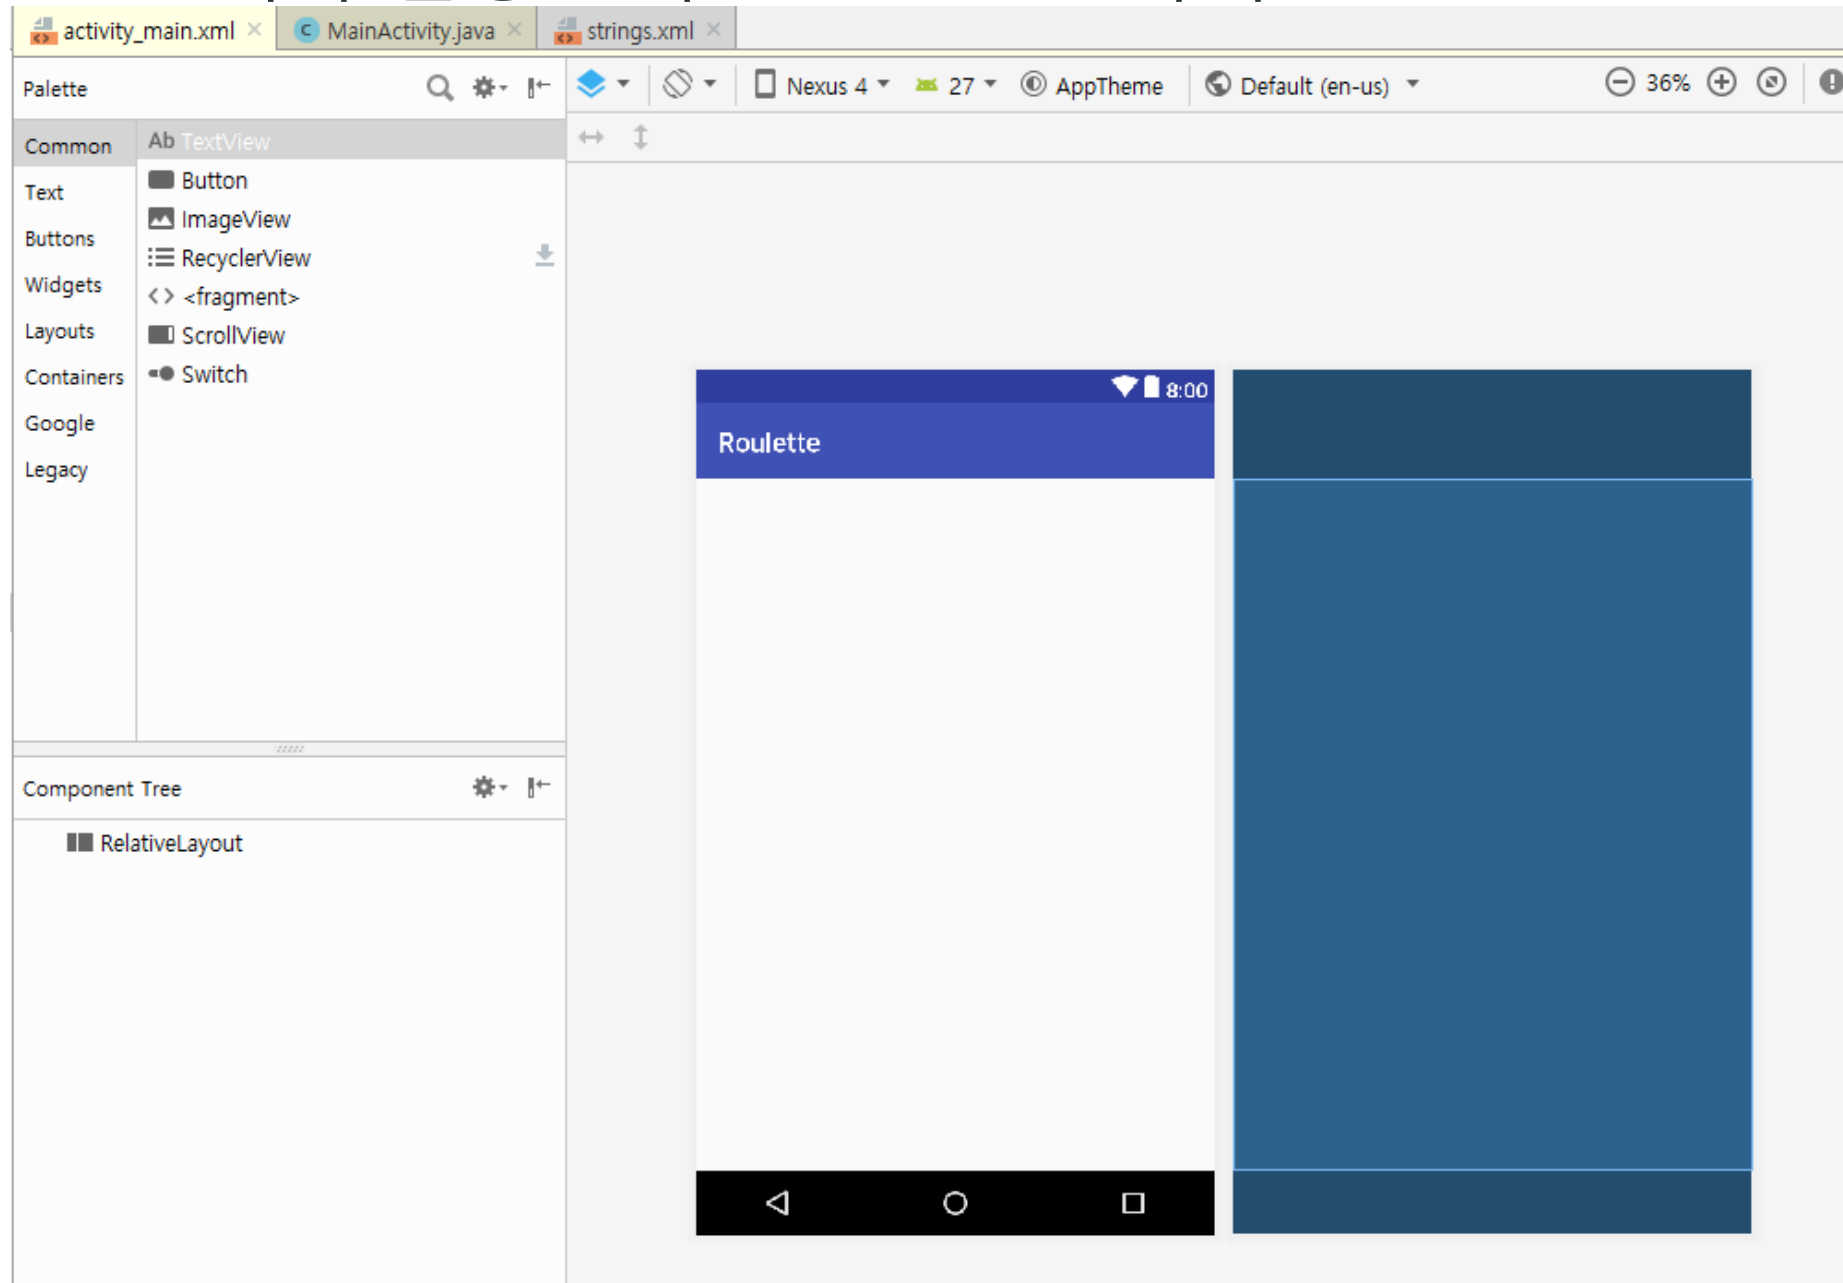 activity_main.xml
MainActivity.java
strings.xml
Palette
Nexus 4
27
AppTheme
Default (en-us)
36%
Common
Text
Buttons
Widgets
Layouts
Containers
Google
Legacy
Ab TextView
Button
ImageView
RecyclerView
<> <fragment>
ScrollView
Switch
8:00
Roulette
Component Tree
RelativeLayout